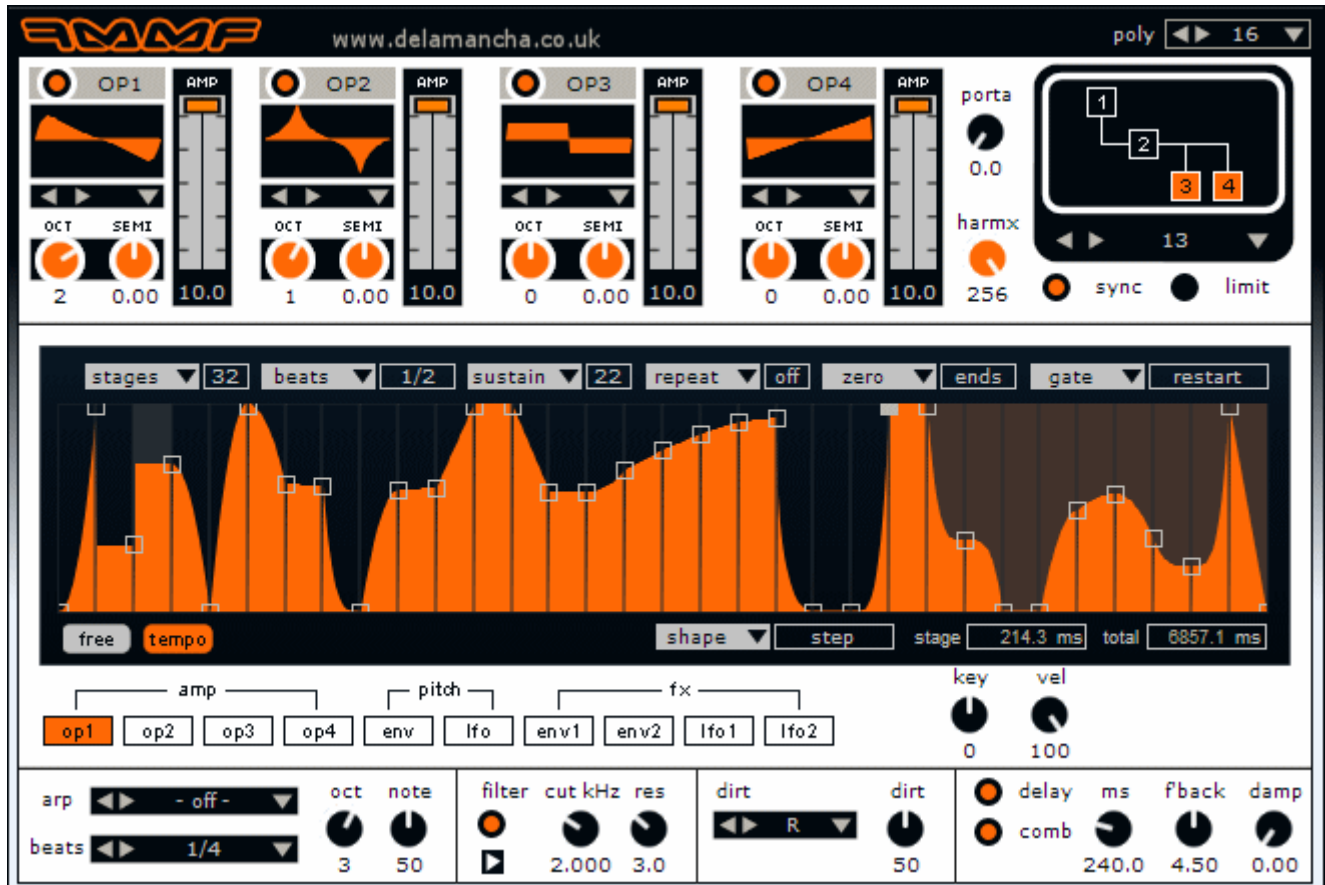 FMMF www.delamancha.co.uk poly 16
OP1 AMP OP2 AMP OP3 AMP OP4 AMP
porta
0.0
1
2
3 4
OCT SEMI OCT SEMI OCT SEMI OCT SEMI
harmx
13
2 0.00 10.0 1 0.00 10.0 0 0.00 10.0 0 0.00 10.0
256 sync limit
stages 32 beats 1/2 sustain 22 repeat off zero ends gate restart
free tempo shape step stage 214.3 ms total 6857.1 ms
amp pitch fx
op1 op2 op3 op4 env lfo env1 env2 lfo1 lfo2
key vel
0 100
arp - off - oct note
beats 1/4 3 50
filter cut kHz res
2.000 3.0
dirt dirt
R 50
delay ms f'back damp
comb
240.0 4.50 0.00